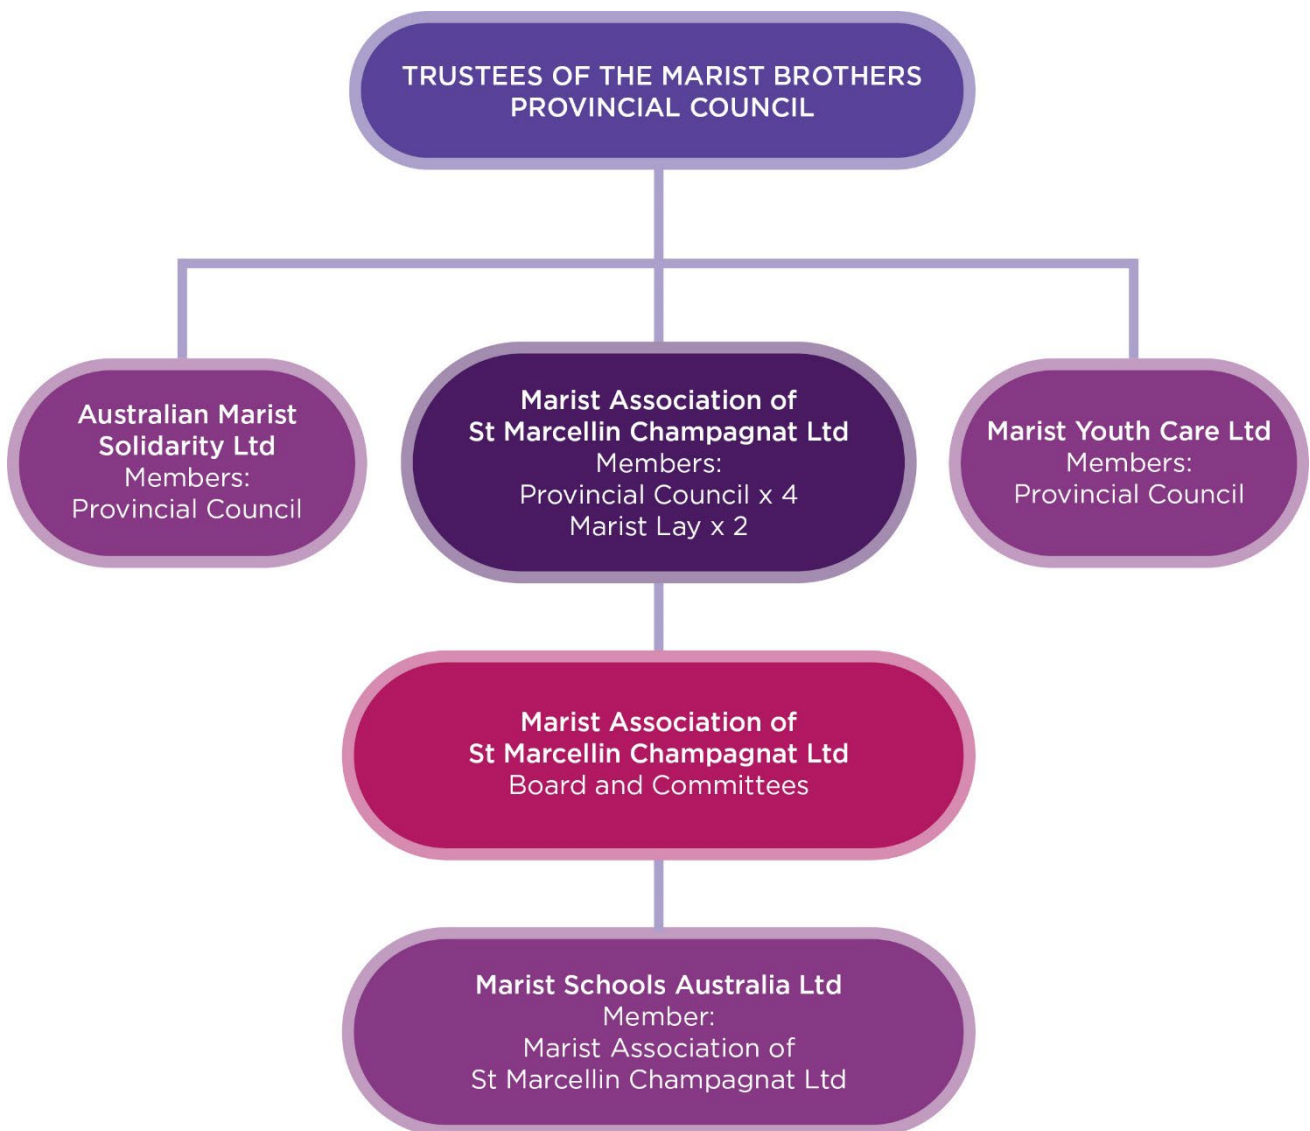 TRUSTEES OF THE MARIST BROTHERS
PROVINCIAL COUNCIL
Australian Marist
Solidarity Ltd
Members:
Provincial Council
Marist Association of
St Marcellin Champagnat Ltd
Members:
Provincial Council x 4
Marist Lay x 2
Marist Youth Care Ltd
Members:
Provincial Council
Marist Association of
St Marcellin Champagnat Ltd
Board and Committees
Marist Schools Australia Ltd
Member:
Marist Association of
St Marcellin Champagnat Ltd